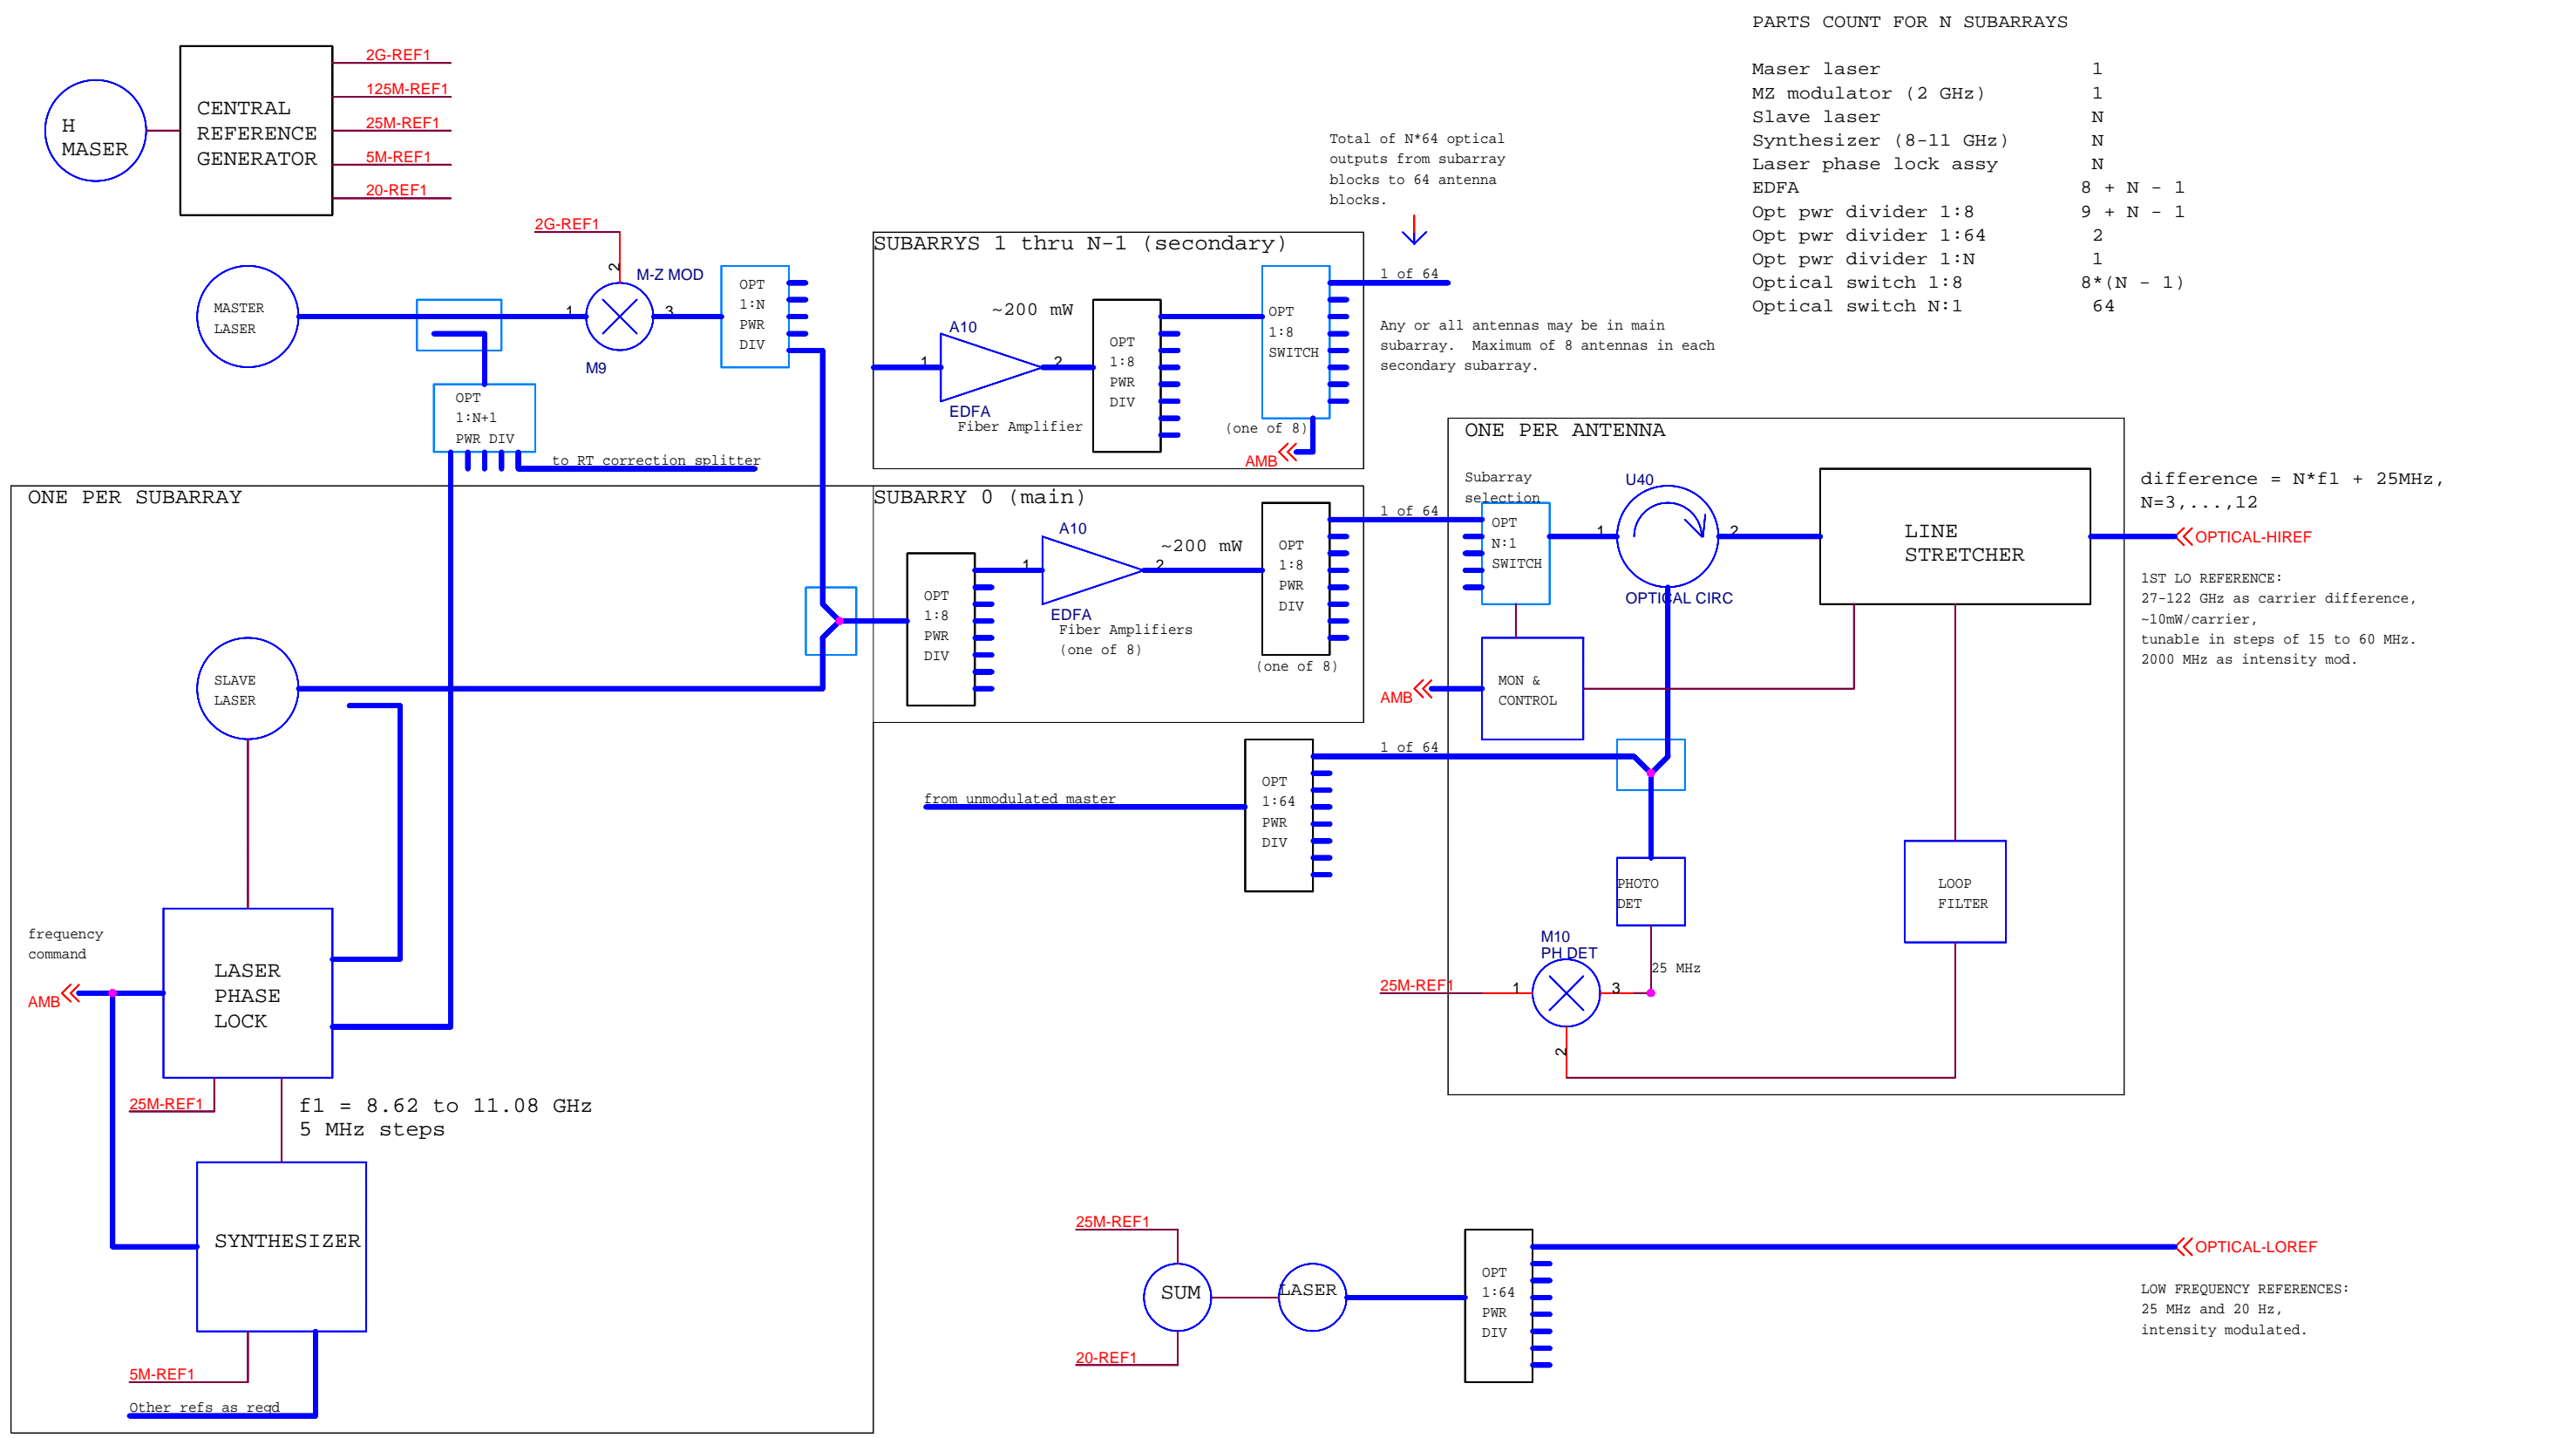 PARTS COUNT FOR N SUBARRAYS
Maser laser 1
MZ modulator (2 GHz) 1
Slave laser N
Synthesizer (8-11 GHz) N
Laser phase lock assy N
EDFA 8 + N - 1
Opt pwr divider 1:8 9 + N - 1
Opt pwr divider 1:64 2
Opt pwr divider 1:N 1
Optical switch 1:8 8*(N - 1)
Optical switch N:1 64
H
MASER
CENTRAL
REFERENCE
GENERATOR
2G-REF1
125M-REF1
25M-REF1
5M-REF1
20-REF1
Total of N*64 optical
outputs from subarray
blocks to 64 antenna
blocks.
2G-REF1
2
M-Z MOD
MASTER
LASER
1
3
M9
OPT
1:N
PWR
DIV
OPT
1:N+1
PWR DIV
to RT correction splitter
SUBARRYS 1 thru N-1 (secondary)
~200 mW
A10
1
2
EDFA
Fiber Amplifier
OPT
1:8
PWR
DIV
OPT
1:8
SWITCH
(one of 8)
AMB
1 of 64
Any or all antennas may be in main
subarray.  Maximum of 8 antennas in each
secondary subarray.
ONE PER SUBARRAY
SUBARRY 0 (main)
OPT
1:8
PWR
DIV
A10
1
2
~200 mW
EDFA
Fiber Amplifiers
(one of 8)
OPT
1:8
PWR
DIV
(one of 8)
1 of 64
ONE PER ANTENNA
Subarray
selection
OPT
N:1
SWITCH
U40
1
2
OPTICAL CIRC
LINE
STRETCHER
difference = N*f1 + 25MHz,
N=3,...,12
OPTICAL-HIREF
1ST LO REFERENCE:
27-122 GHz as carrier difference,
~10mW/carrier,
tunable in steps of 15 to 60 MHz.
2000 MHz as intensity mod.
AMB
MON &
CONTROL
SLAVE
LASER
from unmodulated master
OPT
1:64
PWR
DIV
1 of 64
PHOTO
DET
LOOP
FILTER
M10
PH DET
25 MHz
25M-REF1
1
3
2
frequency
command
AMB
LASER
PHASE
LOCK
25M-REF1
f1 = 8.62 to 11.08 GHz
5 MHz steps
SYNTHESIZER
5M-REF1
Other refs as reqd
25M-REF1
SUM
20-REF1
LASER
OPT
1:64
PWR
DIV
OPTICAL-LOREF
LOW FREQUENCY REFERENCES:
25 MHz and 20 Hz,
intensity modulated.